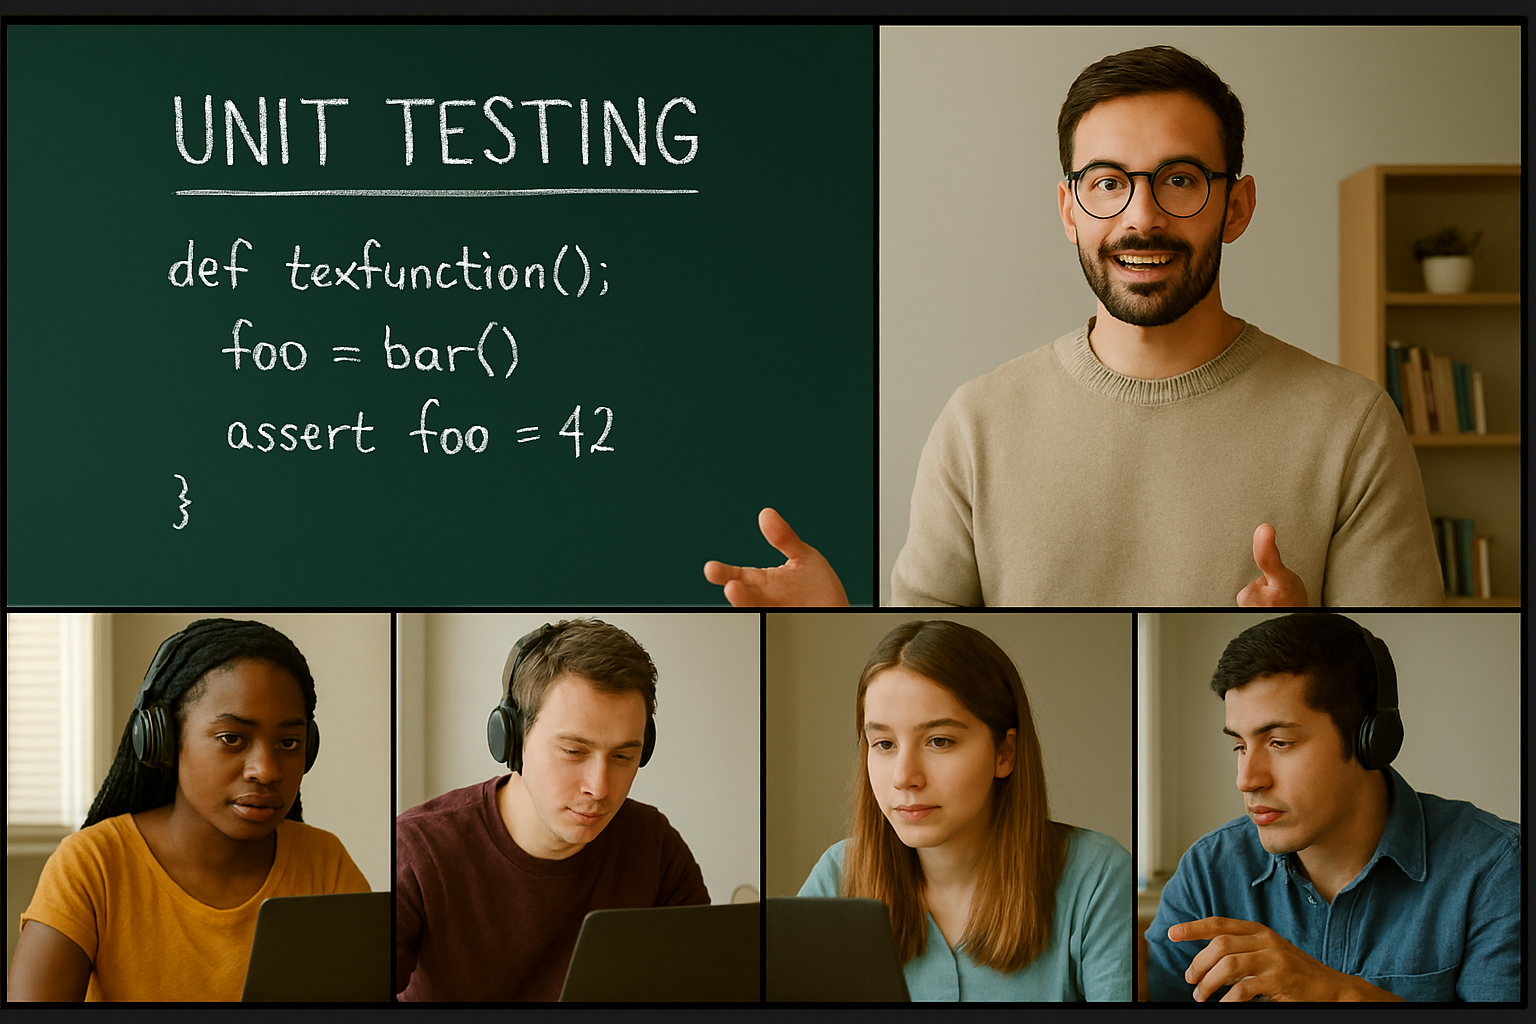 UNIT TESTING
def texfunction();
foo = bar()
assert foo = 42
}